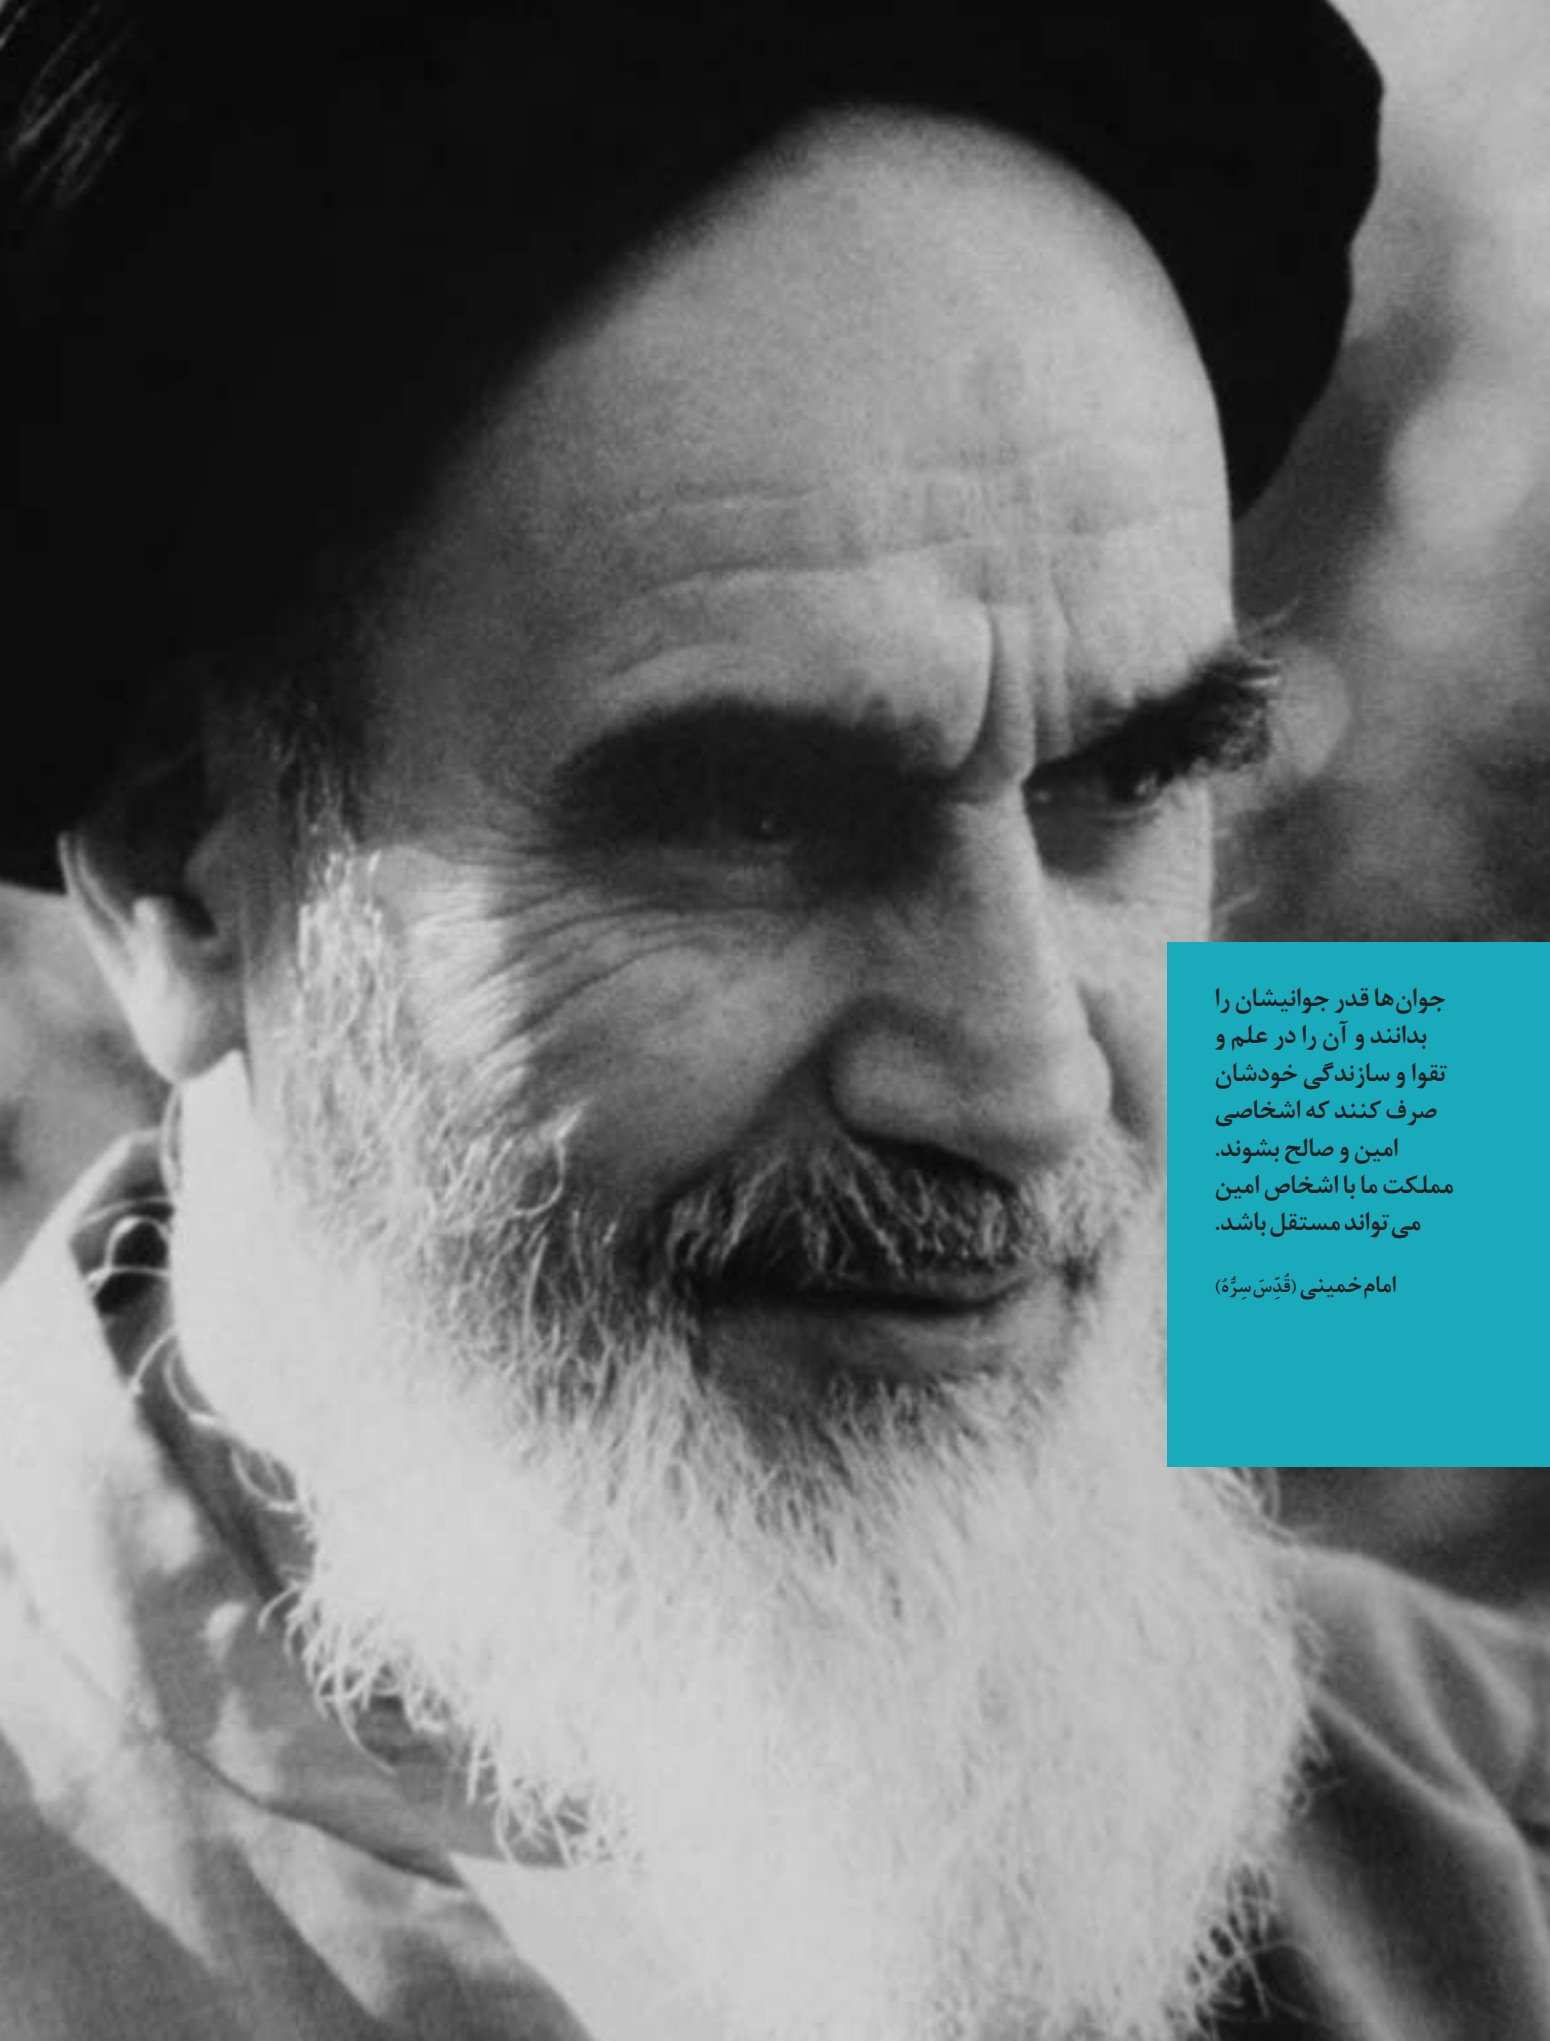 جوان‌ها قدر جوانیشان را
بدانند و آن را در علم و
تقوا و سازندگی خودشان
صرف کنند که اشخاصی
امین و صالح بشوند.
مملکت ما با اشخاص امین
می‌تواند مستقل باشد.
امام‌خمینی (قُدِّسَ سِرُّهُ)